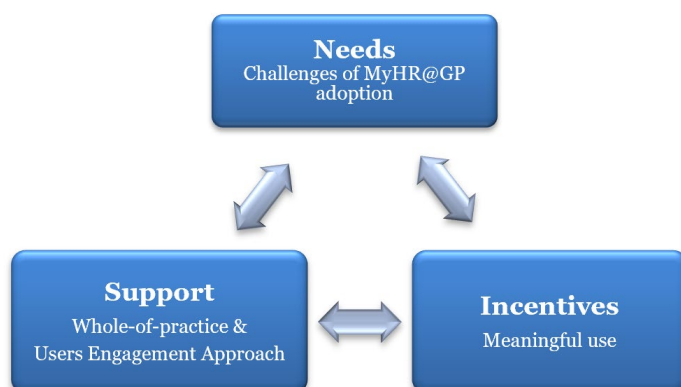 Needs
Challenges of MyHR@GP
adoption
Support
Whole-of-practice &
Users Engagement Approach
Incentives
Meaningful use